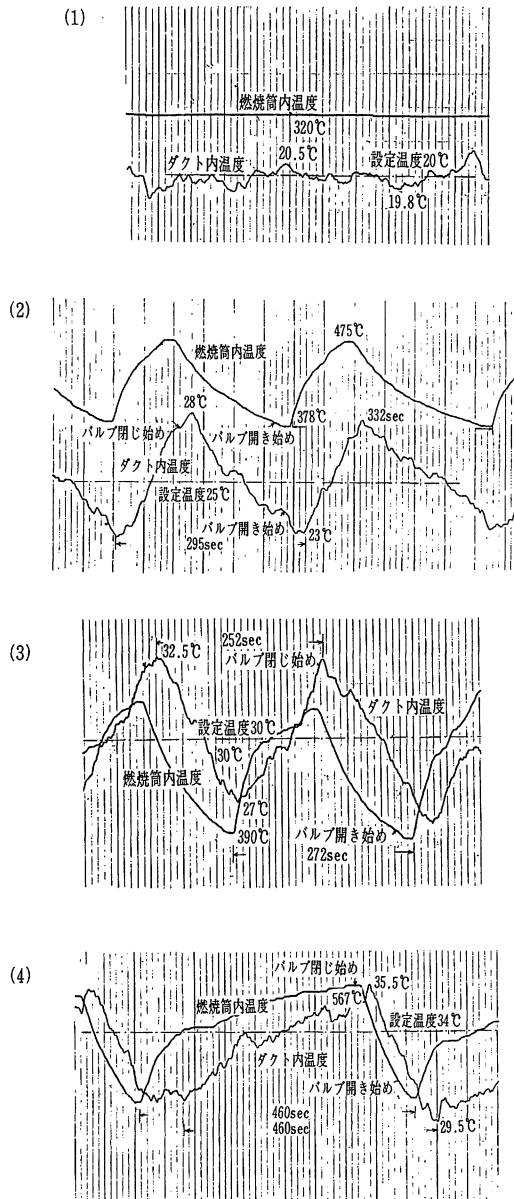 (1)
燃焼筒内温度
320℃
20.5℃
ダクト内温度
設定温度20℃
19.8℃
(2)
475℃
燃焼筒内温度
28℃
378℃
332sec
バルブ閉じ始め
バルブ開き始め
ダクト内温度
設定温度25℃
バルブ開き始め
23℃
295sec
(3)
252sec
32.5℃
バルブ閉じ始め
ダクト内温度
設定温度30℃
30℃
燃焼筒内温度
27℃
390℃
バルブ開き始め
272sec
(4)
バルブ閉じ始め
35.5℃
567℃
燃焼筒内温度
設定温度34℃
ダクト内温度
バルブ開き始め
460sec
460sec
29.5℃